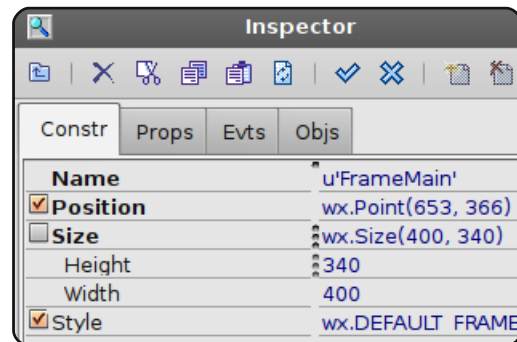 Inspector
Constr Props Evts Objs
Name u'FrameMain'
Position wx.Point(653, 366)
Size wx.Size(400, 340)
Height 340
Width 400
Style wx.DEFAULT_FRAME